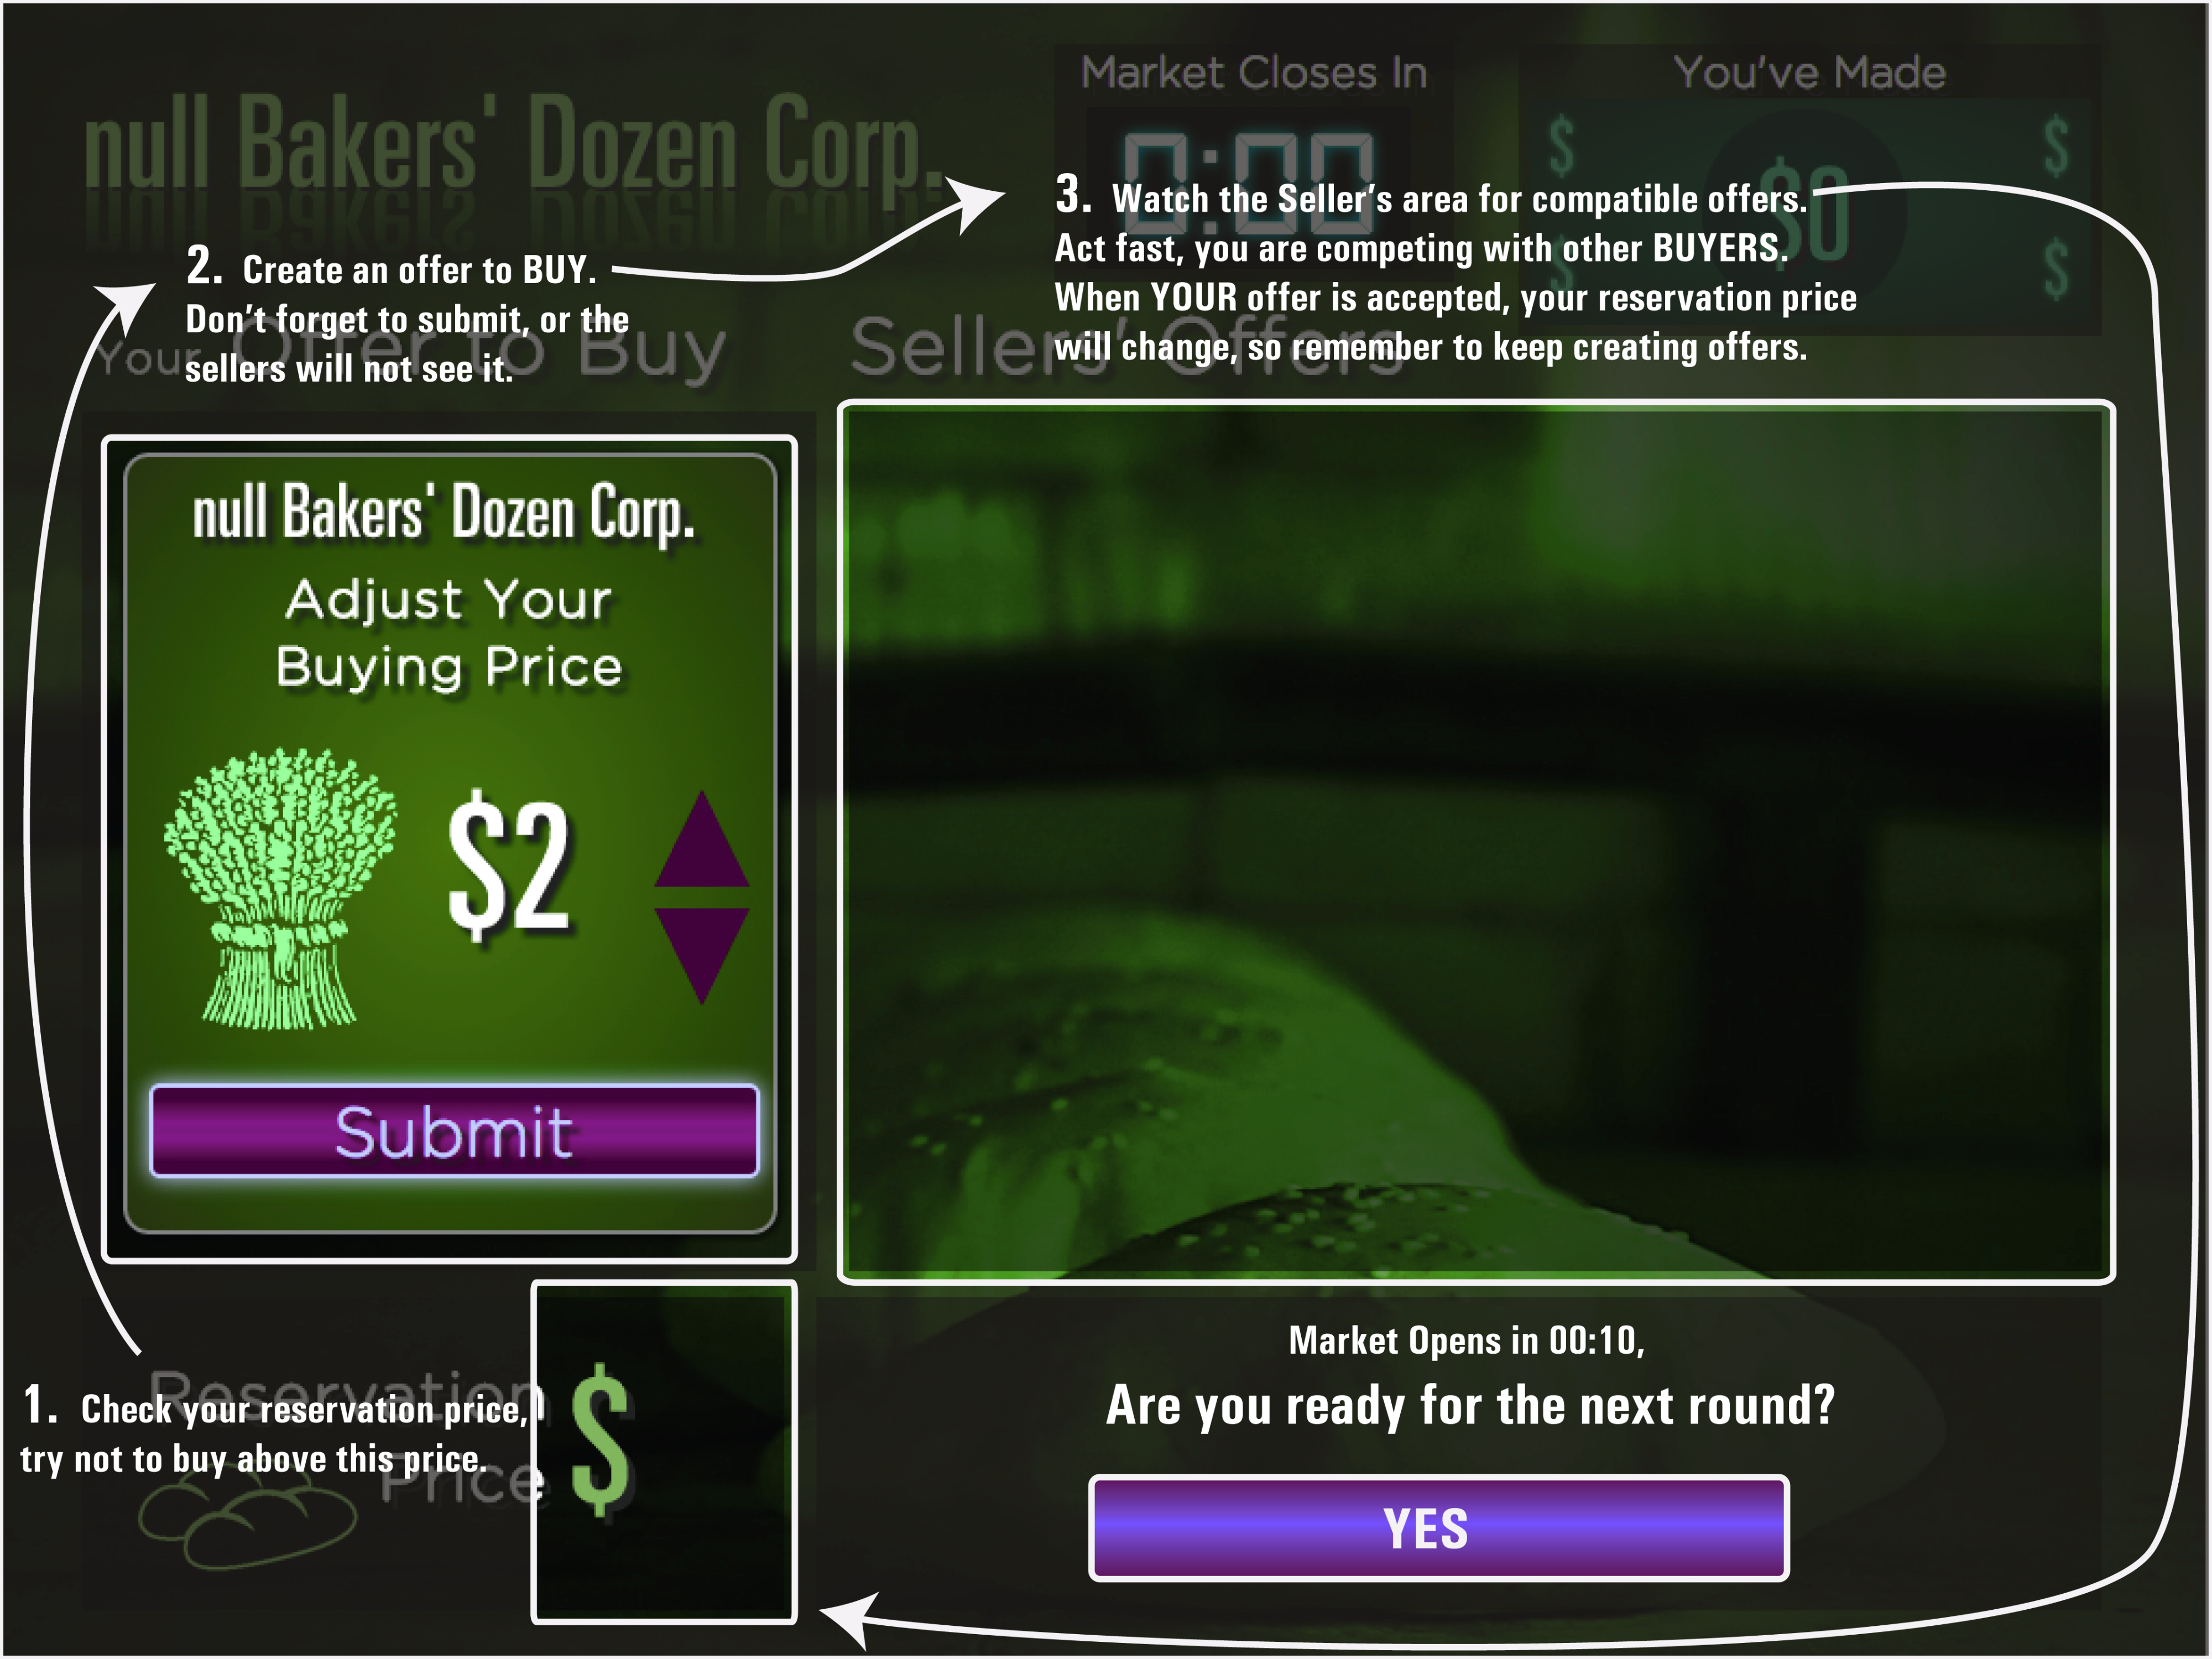 Market Closes In
You've Made
null Bakers' Dozen Corp.
0:00
$ $
$0
$ $
2. Create an offer to BUY.
Don't forget to submit, or the
sellers will not see it.
3. Watch the Seller's area for compatible offers.
Act fast, you are competing with other BUYERS.
When YOUR offer is accepted, your reservation price
will change, so remember to keep creating offers.
Your Offer to Buy
Sellers' Offers
null Bakers' Dozen Corp.
Adjust Your
Buying Price
$2
Submit
Reservation
Price
$
1. Check your reservation price,
try not to buy above this price.
Market Opens in 00:10,
Are you ready for the next round?
YES